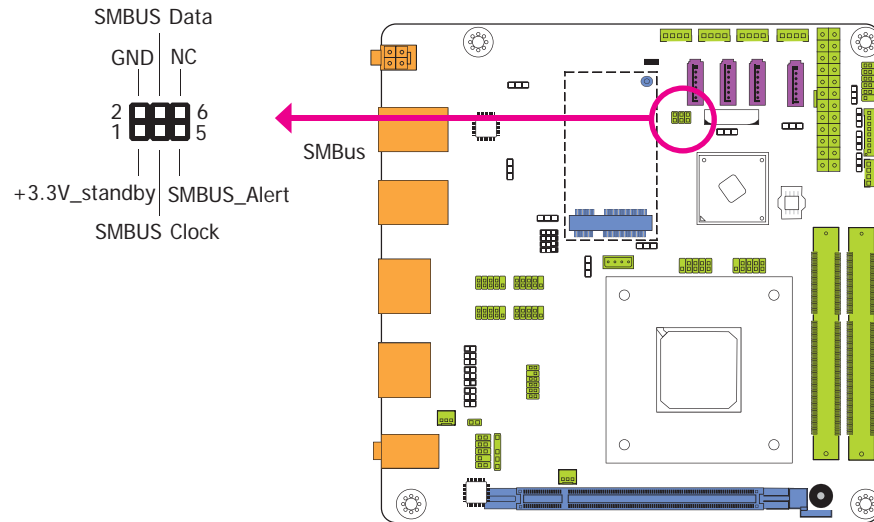 SMBUS Data
GND NC
2 6
1 5
SMBus
+3.3V_standby SMBUS_Alert
SMBUS Clock